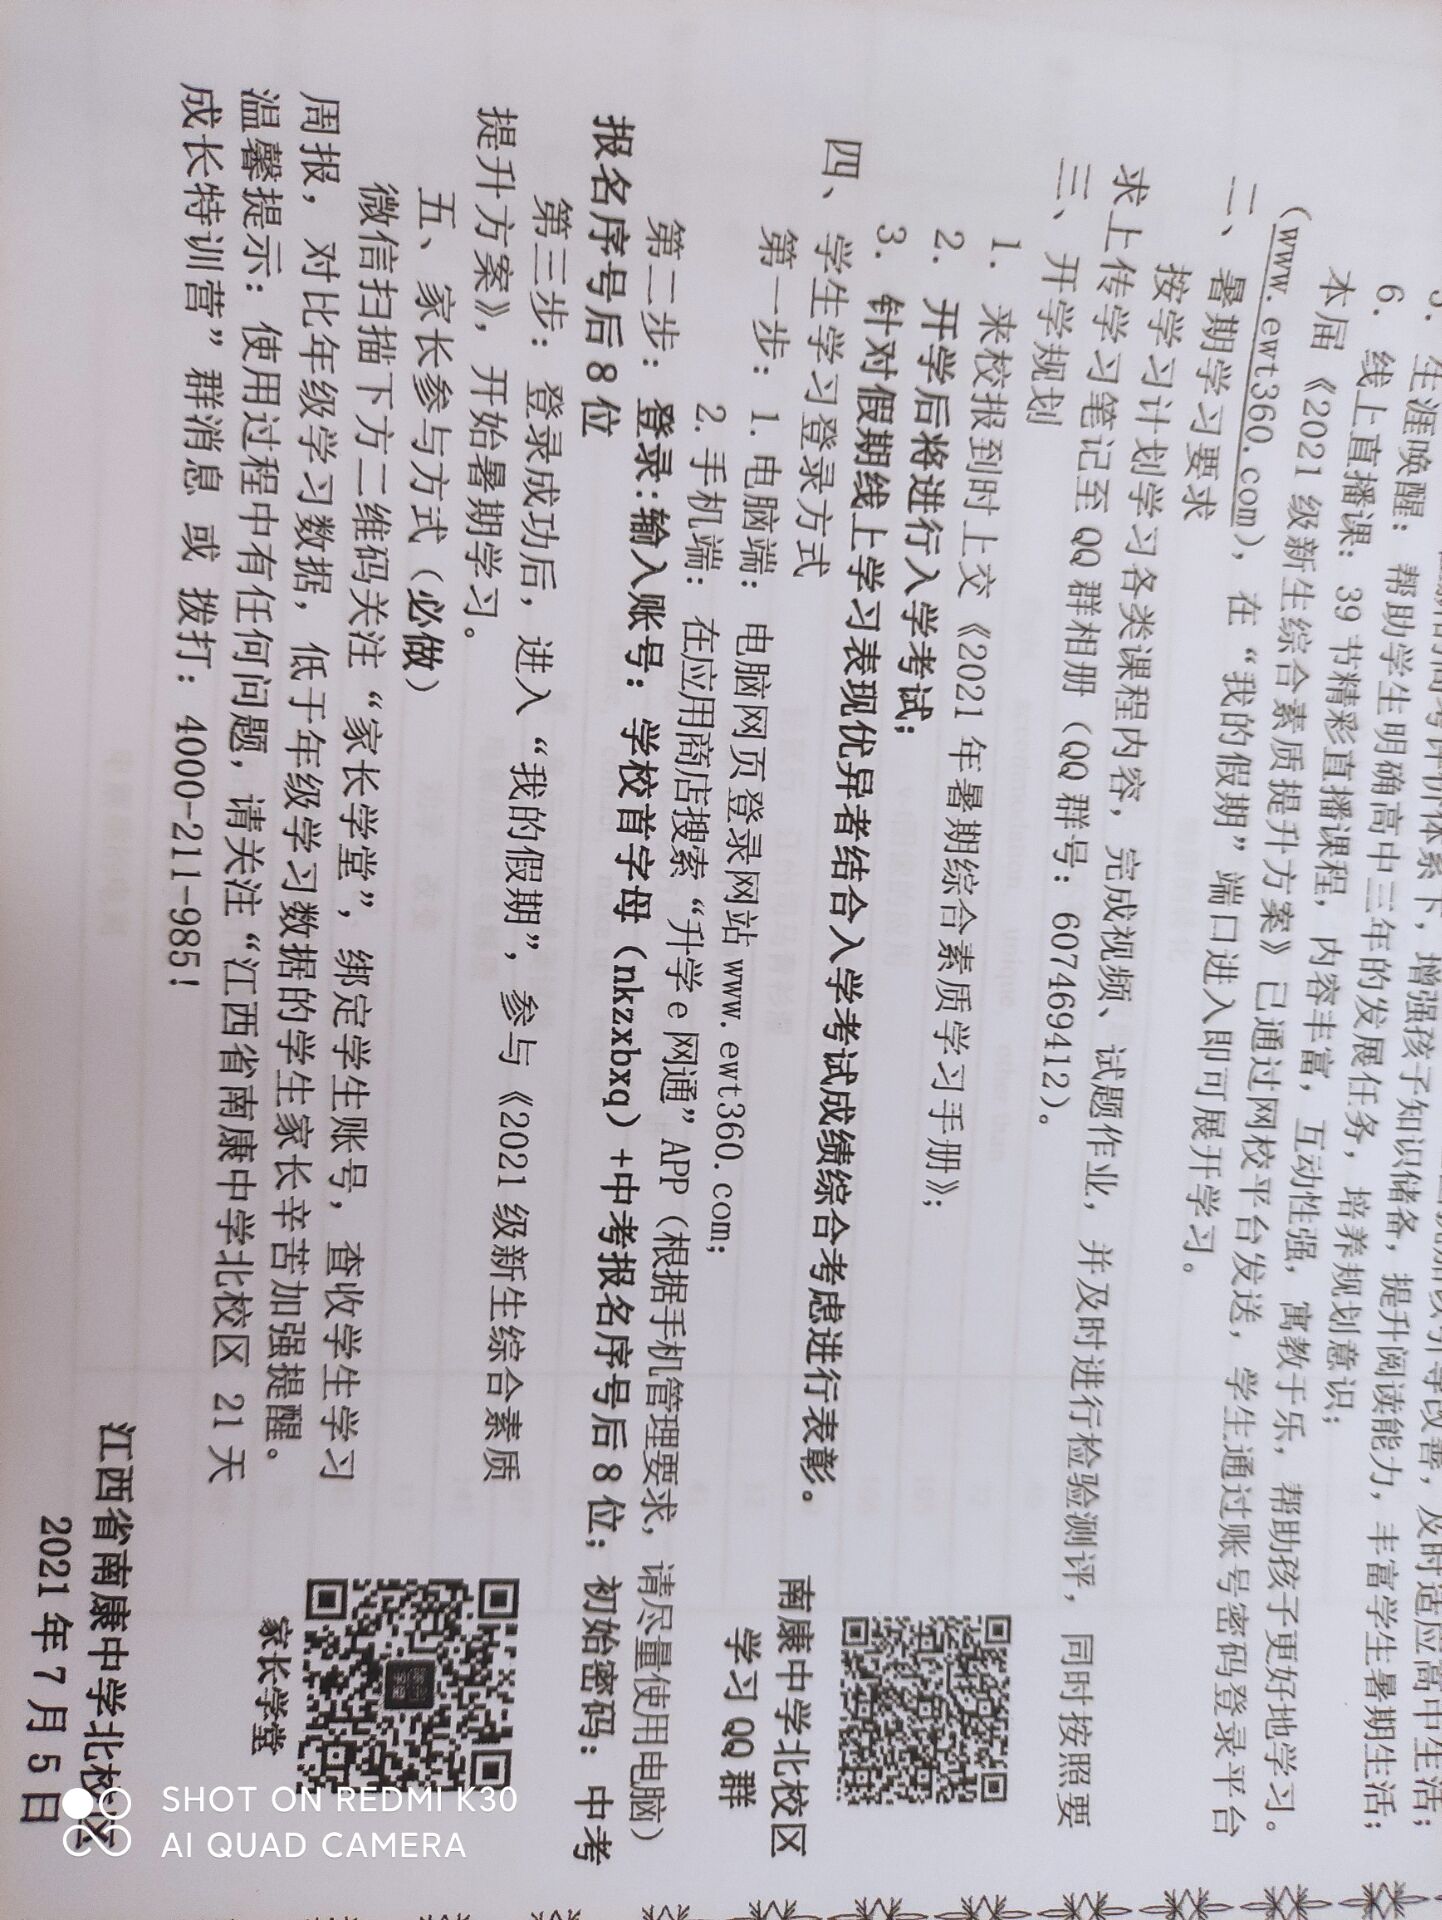 5. 生涯唤醒：帮助学生明确高中三年的发展任务，培养规划意识；
6. 线上直播课：39节精彩直播课程，内容丰富，互动性强，寓教于乐，帮助孩子更好地学习。
本届《2021级新生综合素质提升方案》已通过网校平台发送，学生通过账号密码登录平台
（www.ewt360.com），在“我的假期”端口进入即可展开学习。
二、暑期学习要求
按学习计划学习各类课程内容，完成视频、试题作业，并及时进行检验测评，同时按照要
求上传学习笔记至QQ群相册（QQ群号：607469412）。
三、开学规划
1. 来校报到时上交《2021年暑期综合素质学习手册》；
2. 开学后将进行入学考试；
3. 针对假期线上学习表现优异者结合入学考试成绩综合考虑进行表彰。
四、学生学习登录方式
第一步：1. 电脑端：电脑网页登录网站www.ewt360.com；
2. 手机端：在应用商店搜索“升学e网通”APP（根据手机管理要求，请尽量使用电脑）
第二步：登录:输入账号：学校首字母（nkzxbxq）+中考报名序号后8位；初始密码：中考
报名序号后8位
第三步：登录成功后，进入“我的假期”，参与《2021级新生综合素质
提升方案》，开始暑期学习。
五、家长参与方式（必做）
微信扫描下方二维码关注“家长学堂”，绑定学生账号，查收学生学习
周报，对比年级学习数据，低于年级学习数据的学生家长辛苦加强提醒。
温馨提示：使用过程中有任何问题，请关注“江西省南康中学北校区 21天
成长特训营”群消息 或 拨打：4000-211-985！
南康中学北校区
学习QQ群
家长学堂
江西省南康中学北校区
2021年7月5日
SHOT ON REDMI K30
AI QUAD CAMERA